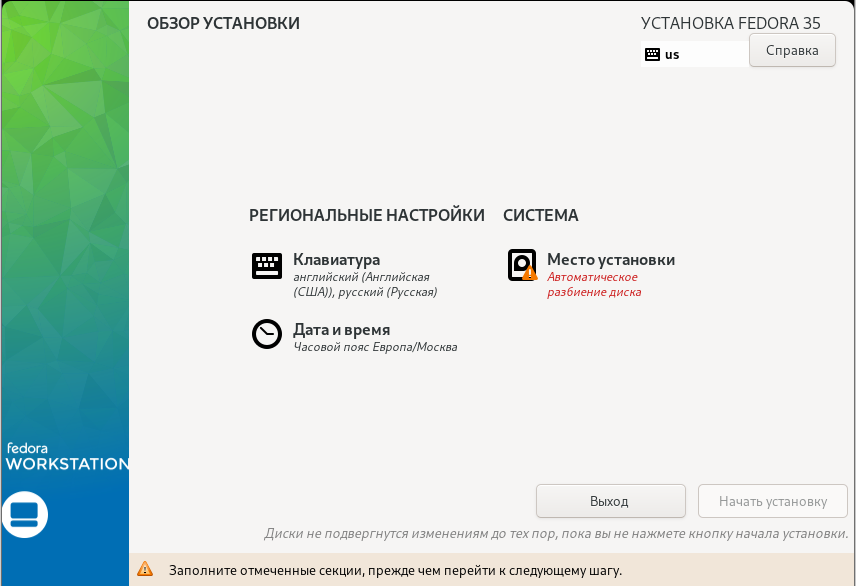 ОБЗОР УСТАНОВКИ
УСТАНОВКА FEDORA 35
us
Справка
РЕГИОНАЛЬНЫЕ НАСТРОЙКИ
СИСТЕМА
Клавиатура
английский (Английская
(США)), русский (Русская)
Место установки
Автоматическое
разбиение диска
Дата и время
Часовой пояс Европа/Москва
fedora
WORKSTATION
Выход
Начать установку
Диски не подвергнутся изменениям до тех пор, пока вы не нажмете кнопку начала установки.
Заполните отмеченные секции, прежде чем перейти к следующему шагу.